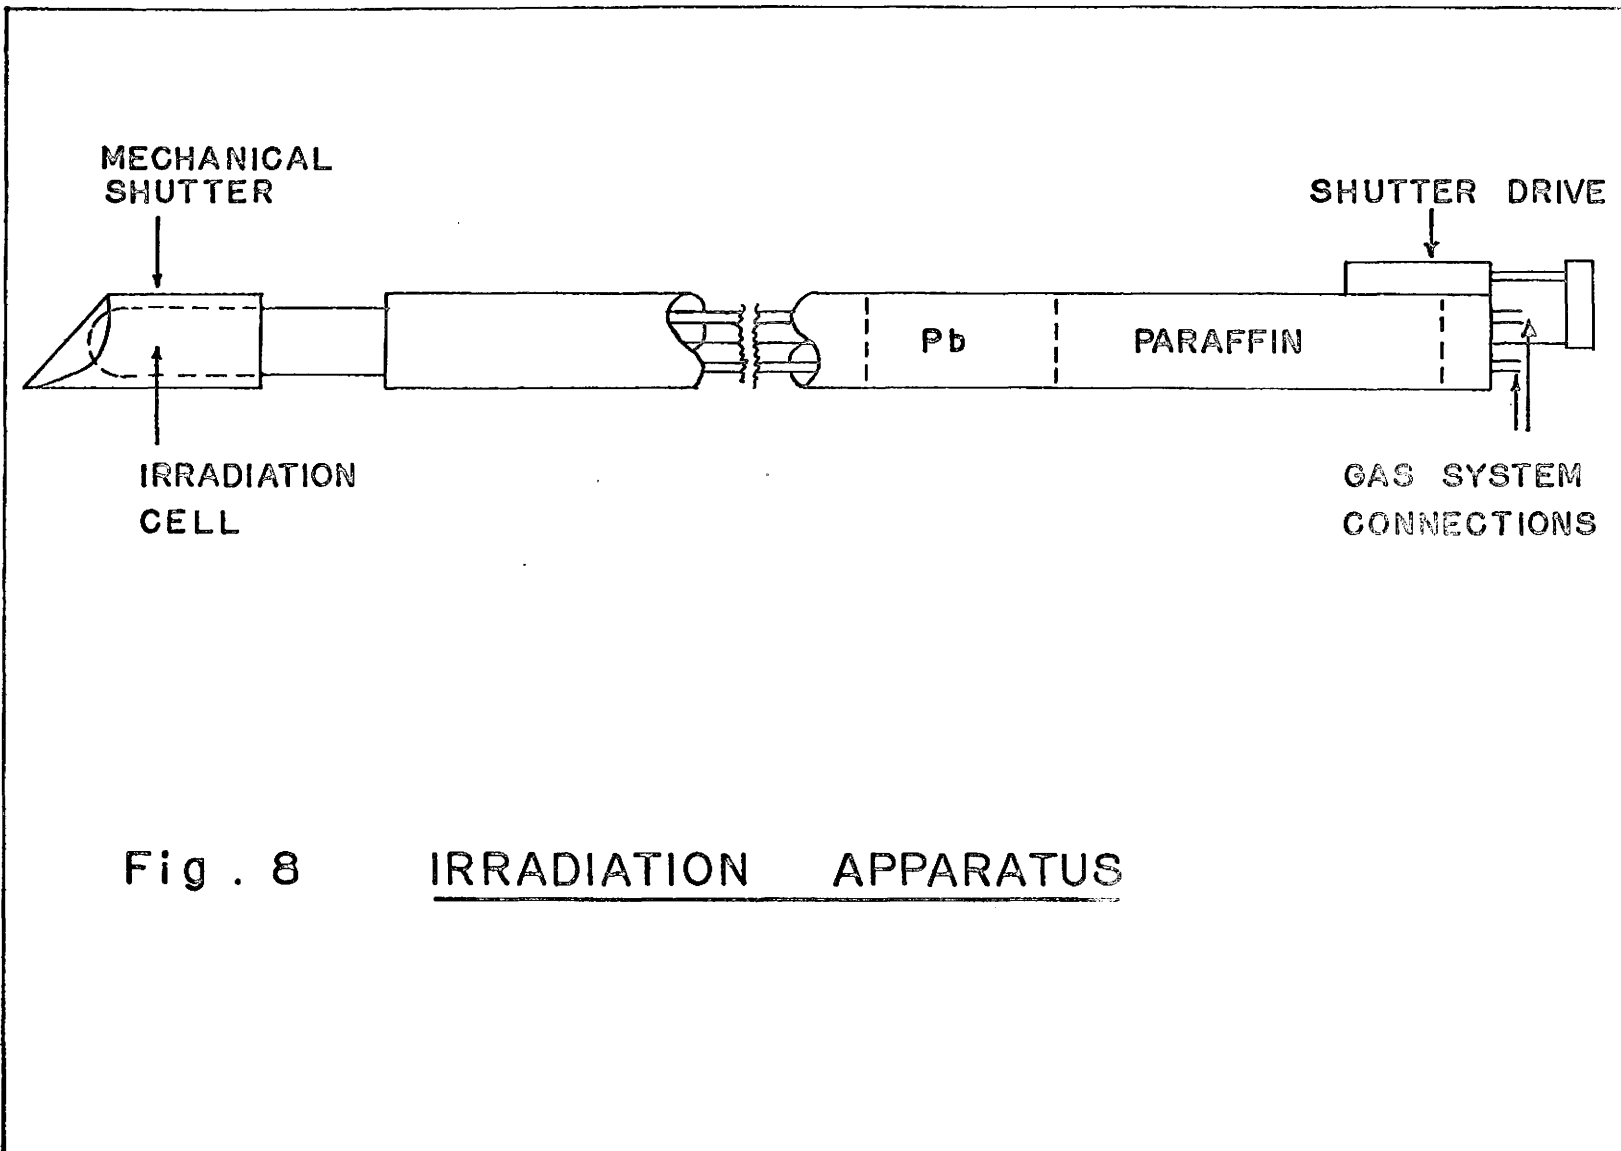 MECHANICAL
SHUTTER
SHUTTER DRIVE
Pb
PARAFFIN
IRRADIATION
CELL
GAS SYSTEM
CONNECTIONS
Fig. 8 IRRADIATION APPARATUS